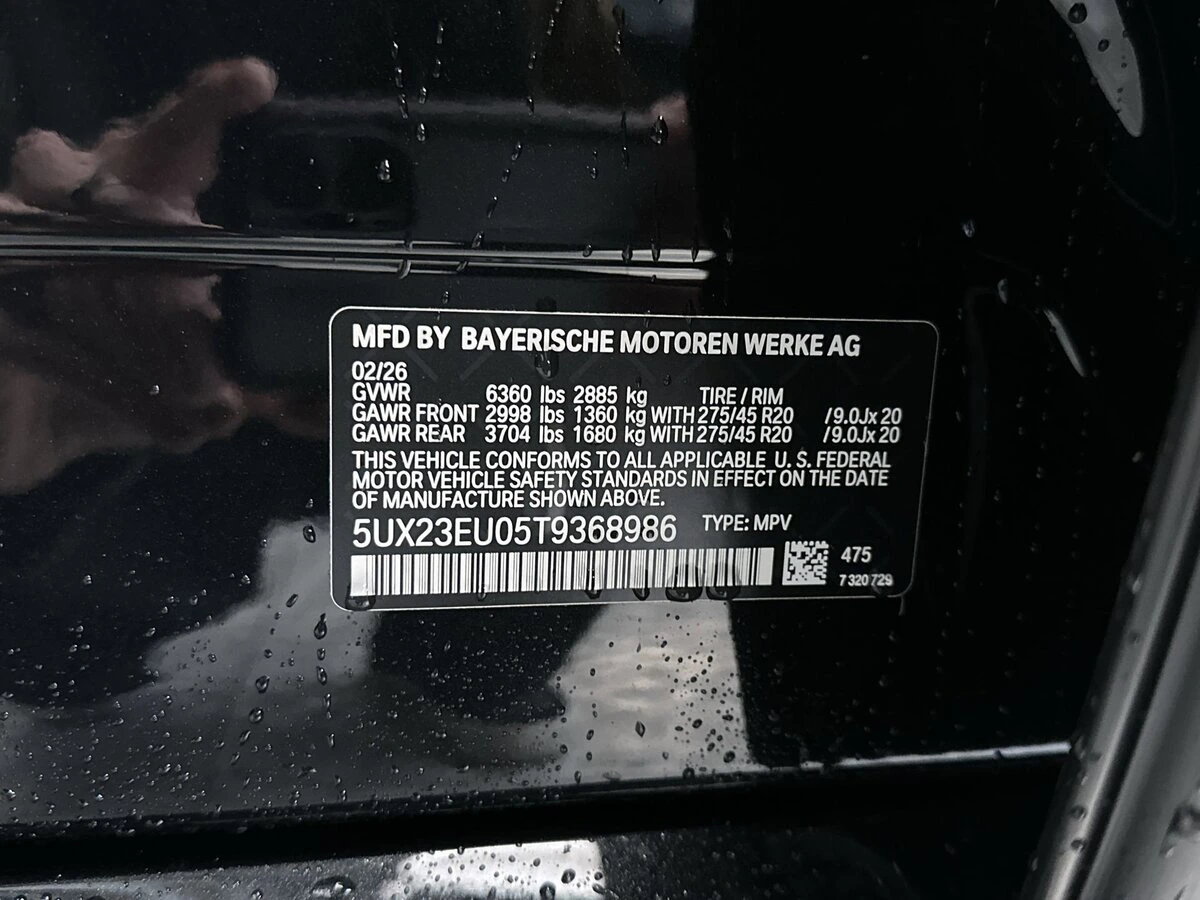 MFD BY BAYERISCHE MOTOREN WERKE AG
02/26
GVWR 6360 lbs 2885 kg TIRE / RIM
GAWR FRONT 2998 lbs 1360 kg WITH 275/45 R20 /9.0Jx 20
GAWR REAR 3704 lbs 1680 kg WITH 275/45 R20 /9.0Jx 20
THIS VEHICLE CONFORMS TO ALL APPLICABLE U. S. FEDERAL
MOTOR VEHICLE SAFETY STANDARDS IN EFFECT ON THE DATE
OF MANUFACTURE SHOWN ABOVE.
5UX23EU05T9368986 TYPE: MPV
475
7 320 729